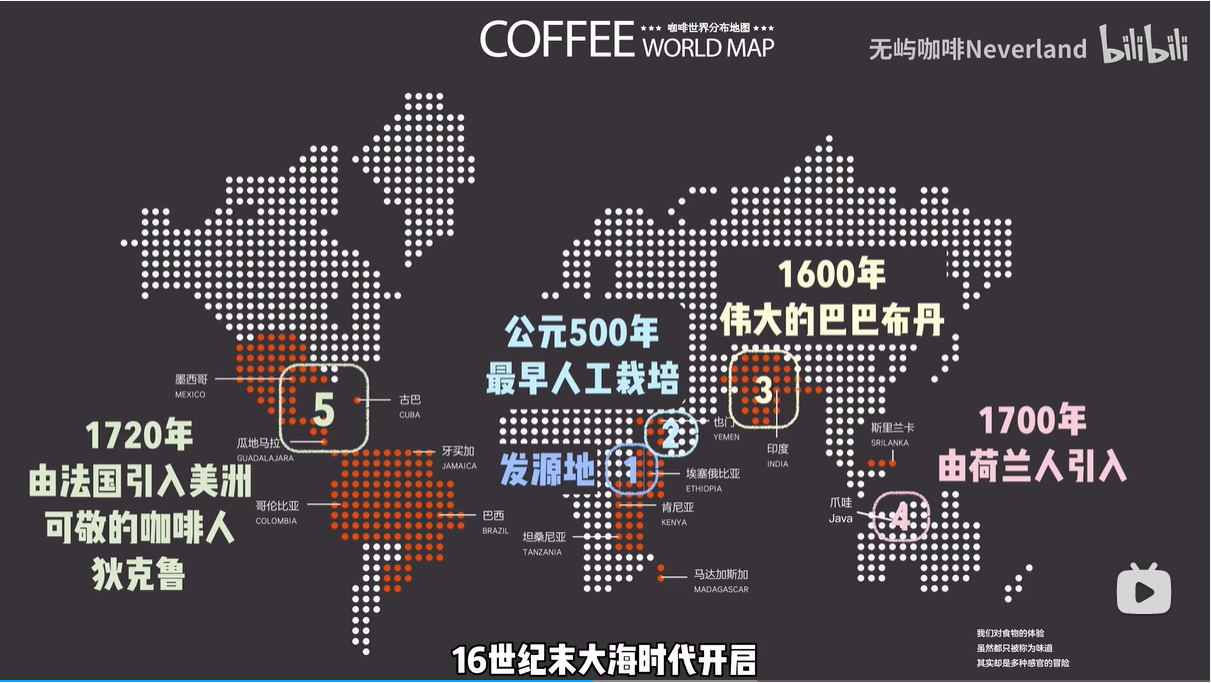 COFFEE
*** 咖啡世界分布地图 ***
WORLD MAP
无屿咖啡Neverland bilibili
1600年
伟大的巴巴布丹
公元500年
最早人工栽培
3
墨西哥
MEXICO
5
古巴
CUBA
1720年
由法国引入美洲
可敬的咖啡人
狄克鲁
瓜地马拉
GUADALAJARA
牙买加
JAMAICA
2
也门
YEMEN
印度
INDIA
斯里兰卡
SRILANKA
1700年
由荷兰人引入
发源地
1
埃塞俄比亚
ETHIOPIA
哥伦比亚
COLOMBIA
巴西
BRAZIL
肯尼亚
KENYA
爪哇
Java
4
坦桑尼亚
TANZANIA
马达加斯加
MADAGASCAR
我们对食物的体验
虽然都只被称为味道
其实却是多种感官的冒险
16世纪末大海时代开启